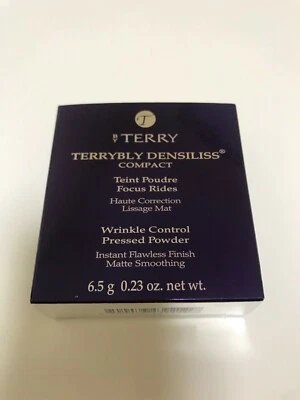 T
BY TERRY
TERRYBLY DENSILISS®
COMPACT
Teint Poudre
Focus Rides
Haute Correction
Lissage Mat
Wrinkle Control
Pressed Powder
Instant Flawless Finish
Matte Smoothing
6.5 g 0.23 oz. net wt.